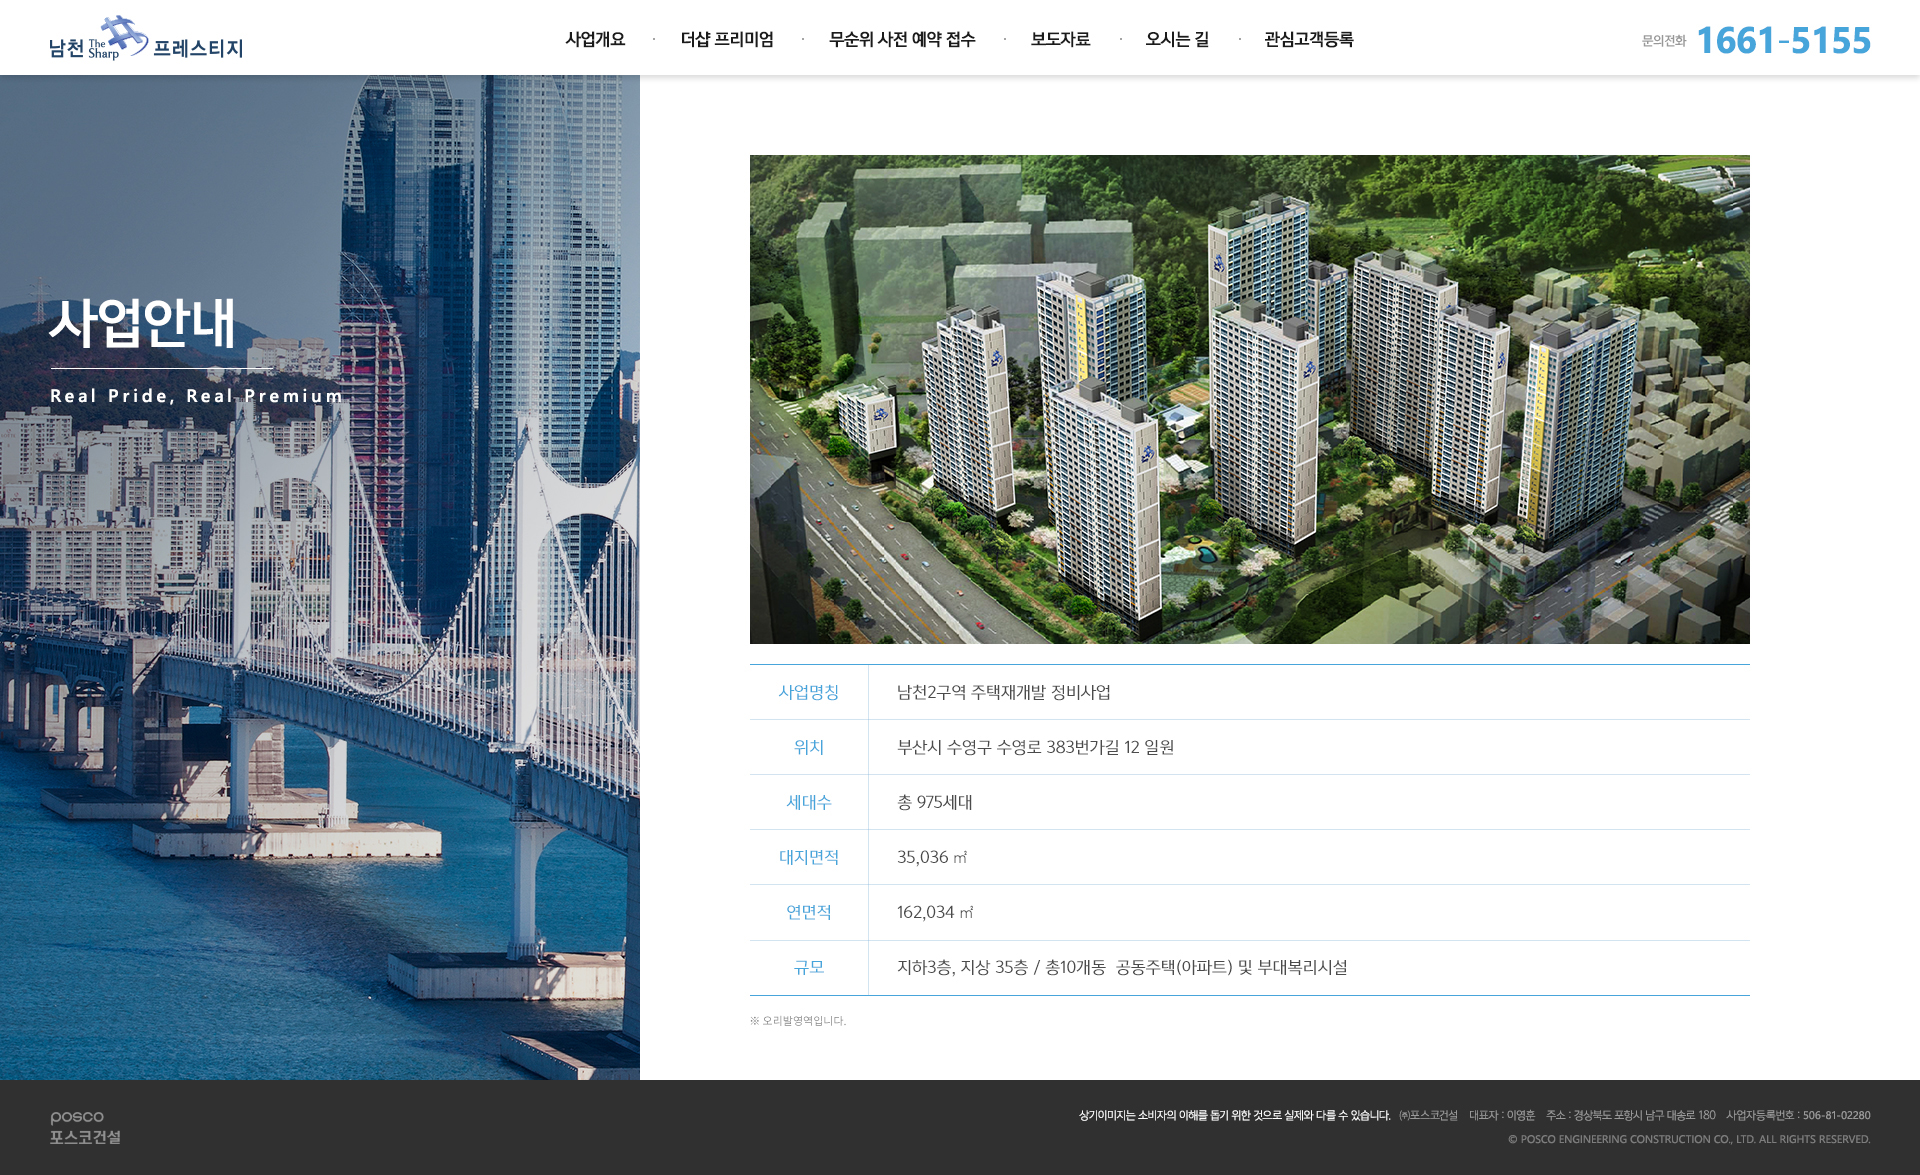 남천 The Sharp 프레스티지
사업개요 · 더샵 프리미엄 · 무순위 사전 예약 접수 · 보도자료 · 오시는 길 · 관심고객등록
문의전화 1661-5155
사업안내
Real Pride, Real Premium
사업명칭 남천2구역 주택재개발 정비사업
위치 부산시 수영구 수영로 383번가길 12 일원
세대수 총 975세대
대지면적 35,036 ㎡
연면적 162,034 ㎡
규모 지하3층, 지상 35층 / 총10개동 공동주택(아파트) 및 부대복리시설
※ 오리발영역입니다.
posco
포스코건설
상기이미지는 소비자의 이해를 돕기 위한 것으로 실제와 다를 수 있습니다. ㈜포스코건설 대표자 : 이영훈 주소 : 경상북도 포항시 남구 대송로 180 사업자등록번호 : 506-81-02280
© POSCO ENGINEERING CONSTRUCTION CO., LTD. ALL RIGHTS RESERVED.